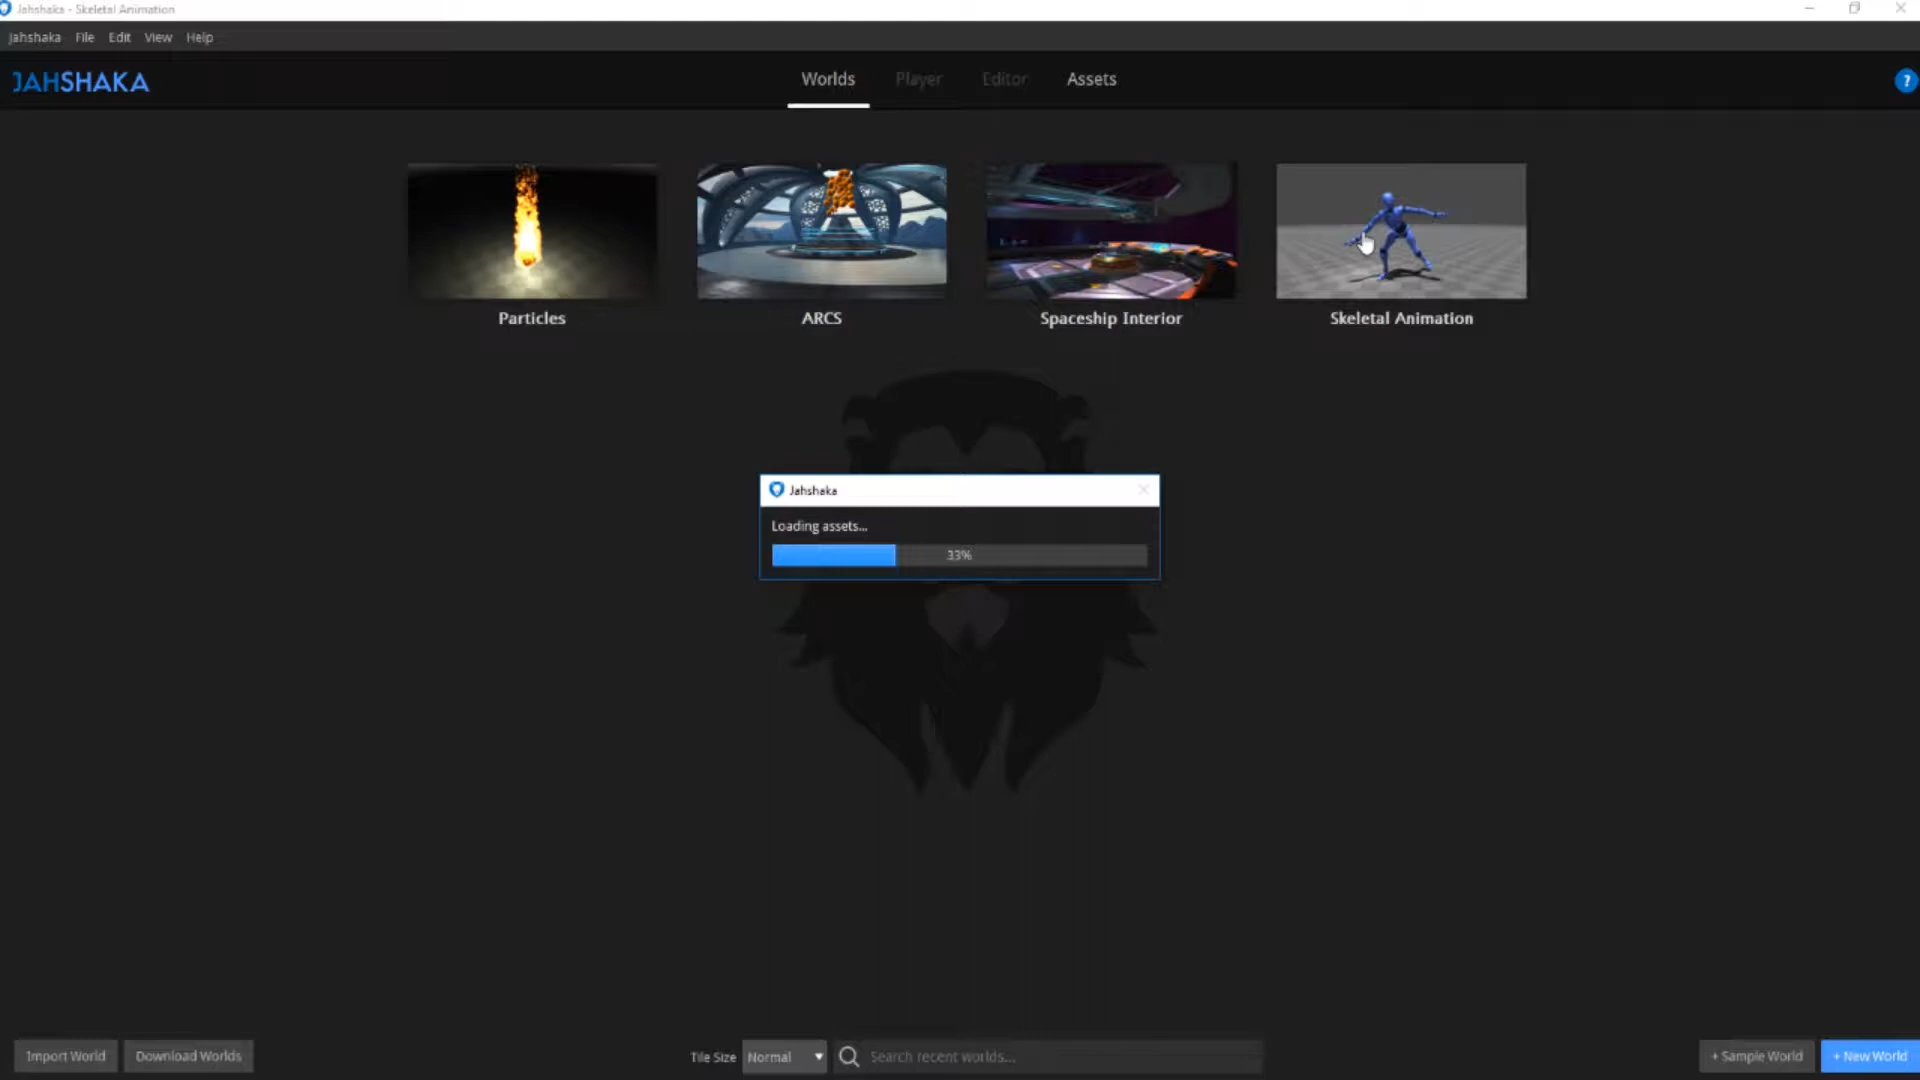 Jahshaka - Skeletal Animation
Jahshaka File Edit View Help
JAHSHAKA
Worlds Player Editor Assets
?
Particles
ARCS
Spaceship Interior
Skeletal Animation
Jahshaka
Loading assets...
33%
Import World
Download Worlds
Tile Size Normal
Search recent worlds...
+ Sample World
+ New World